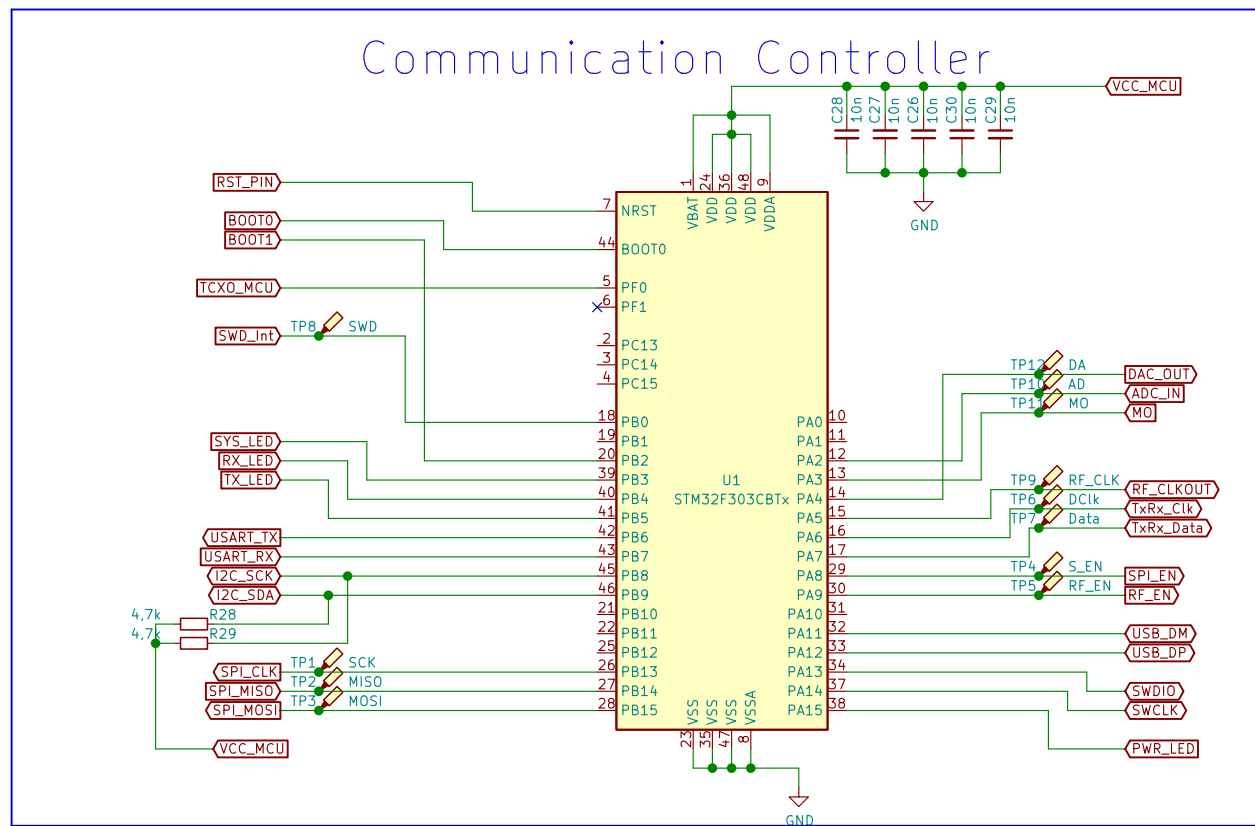 Communication Controller
VCC_MCU
C28 10n
C27 10n
C26 10n
C30 10n
C29 10n
GND
1 VBAT
24 VDD
36 VDD
48 VDD
9 VDDA
RST_PIN
7 NRST
BOOT0
BOOT1
44 BOOT0
TCXO_MCU
5 PF0
6 PF1
SWD_Int
TP8 SWD
2 PC13
3 PC14
4 PC15
18 PB0
19 PB1
20 PB2
SYS_LED
39 PB3
RX_LED
40 PB4
TX_LED
41 PB5
USART_TX
42 PB6
USART_RX
43 PB7
I2C_SCK
45 PB8
I2C_SDA
46 PB9
4,7k R28
4,7k R29
21 PB10
22 PB11
25 PB12
SPI_CLK
TP1 SCK
26 PB13
SPI_MISO
TP2 MISO
27 PB14
SPI_MOSI
TP3 MOSI
28 PB15
VCC_MCU
U1
STM32F303CBTx
TP12 DA
DAC_OUT
TP10 AD
ADC_IN
TP11 MO
MO
PA0 10
PA1 11
PA2 12
PA3 13
PA4 14
PA5 15
PA6 16
PA7 17
TP9 RF_CLK
RF_CLKOUT
TP6 DClk
TxRx_Clk
TP7 Data
TxRx_Data
PA8 29
TP4 S_EN
SPI_EN
PA9 30
TP5 RF_EN
RF_EN
PA10 31
PA11 32
USB_DM
PA12 33
USB_DP
PA13 34
SWDIO
PA14 37
SWCLK
PA15 38
PWR_LED
23 VSS
35 VSS
47 VSS
8 VSSA
GND